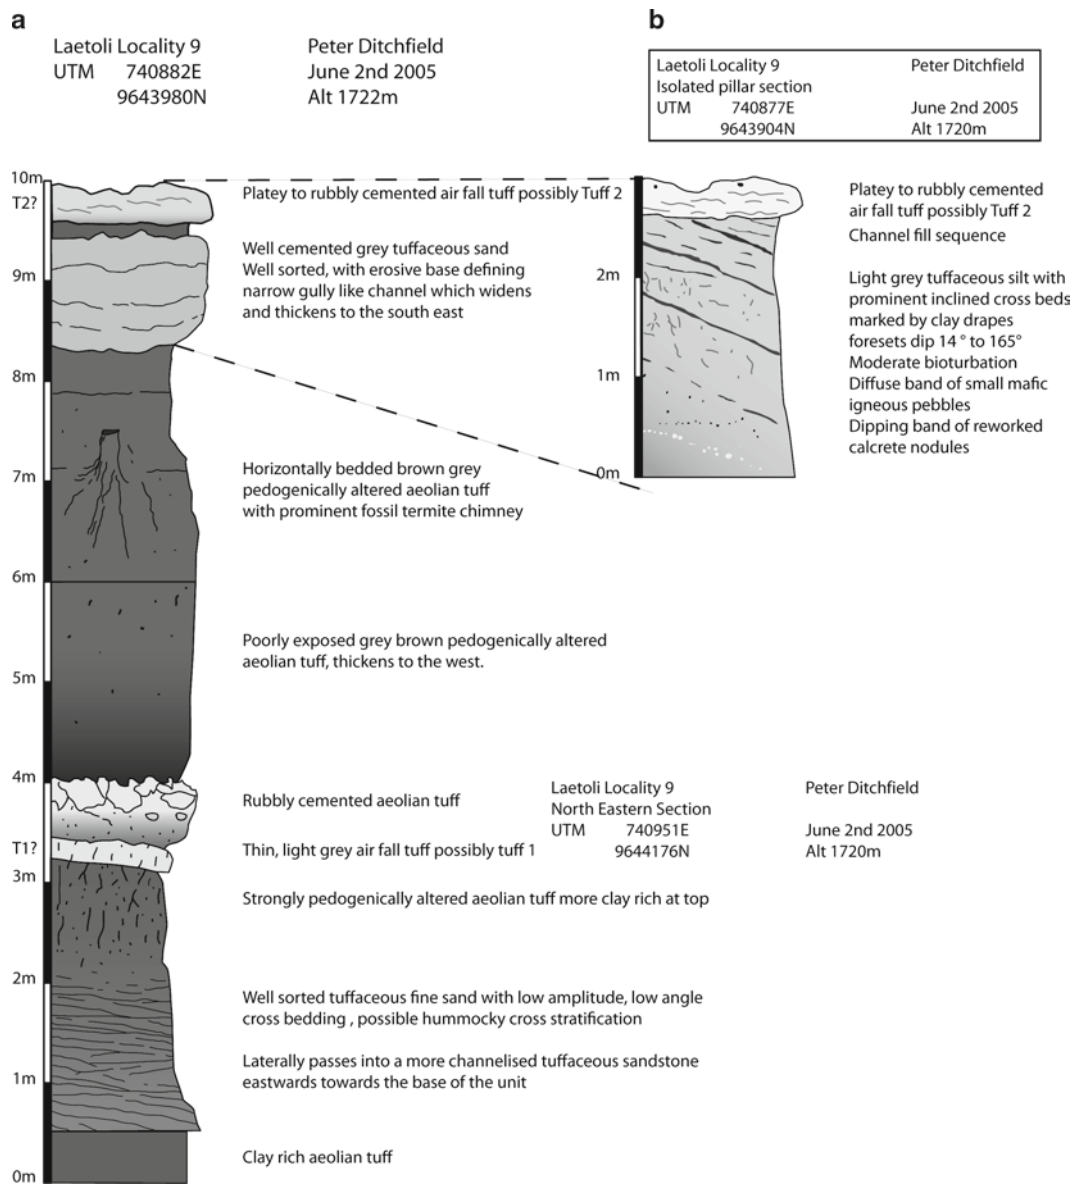 a
Laetoli Locality 9 Peter Ditchfield
UTM 740882E June 2nd 2005
9643980N Alt 1722m
10m
T2?
9m
8m
7m
6m
5m
4m
T1?
3m
2m
1m
0m
Platey to rubbly cemented air fall tuff possibly Tuff 2
Well cemented grey tuffaceous sand
Well sorted, with erosive base defining
narrow gully like channel which widens
and thickens to the south east
Horizontally bedded brown grey
pedogenically altered aeolian tuff
with prominent fossil termite chimney
Poorly exposed grey brown pedogenically altered
aeolian tuff, thickens to the west.
Rubbly cemented aeolian tuff
Thin, light grey air fall tuff possibly tuff 1
Strongly pedogenically altered aeolian tuff more clay rich at top
Well sorted tuffaceous fine sand with low amplitude, low angle
cross bedding , possible hummocky cross stratification
Laterally passes into a more channelised tuffaceous sandstone
eastwards towards the base of the unit
Clay rich aeolian tuff
Laetoli Locality 9 Peter Ditchfield
North Eastern Section
UTM 740951E June 2nd 2005
9644176N Alt 1720m
b
Laetoli Locality 9 Peter Ditchfield
Isolated pillar section
UTM 740877E June 2nd 2005
9643904N Alt 1720m
2m
1m
0m
Platey to rubbly cemented
air fall tuff possibly Tuff 2
Channel fill sequence
Light grey tuffaceous silt with
prominent inclined cross beds
marked by clay drapes
foresets dip 14 ° to 165°
Moderate bioturbation
Diffuse band of small mafic
igneous pebbles
Dipping band of reworked
calcrete nodules